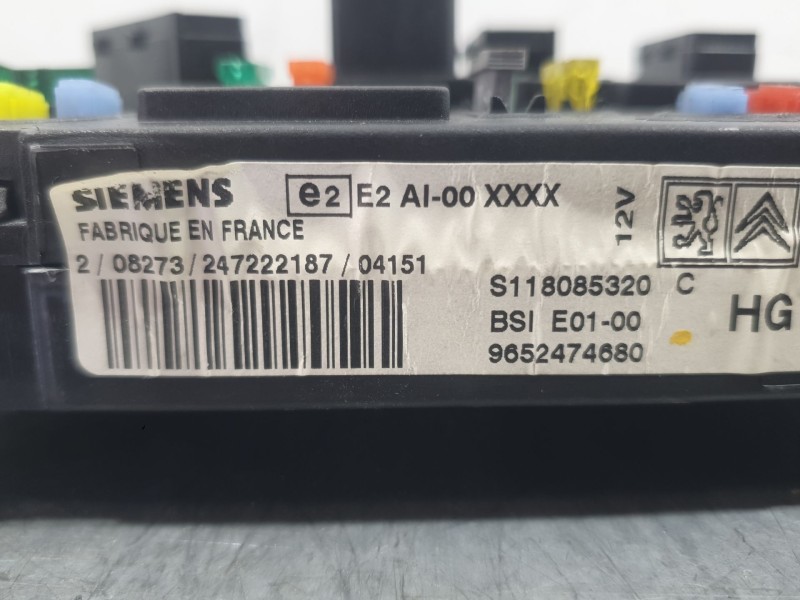 SIEMENS e2 E2 AI-00 XXXX 12V
FABRIQUE EN FRANCE
2/08273/247222187/04151
S118085320 C
BSI E01-00 HG
9652474680